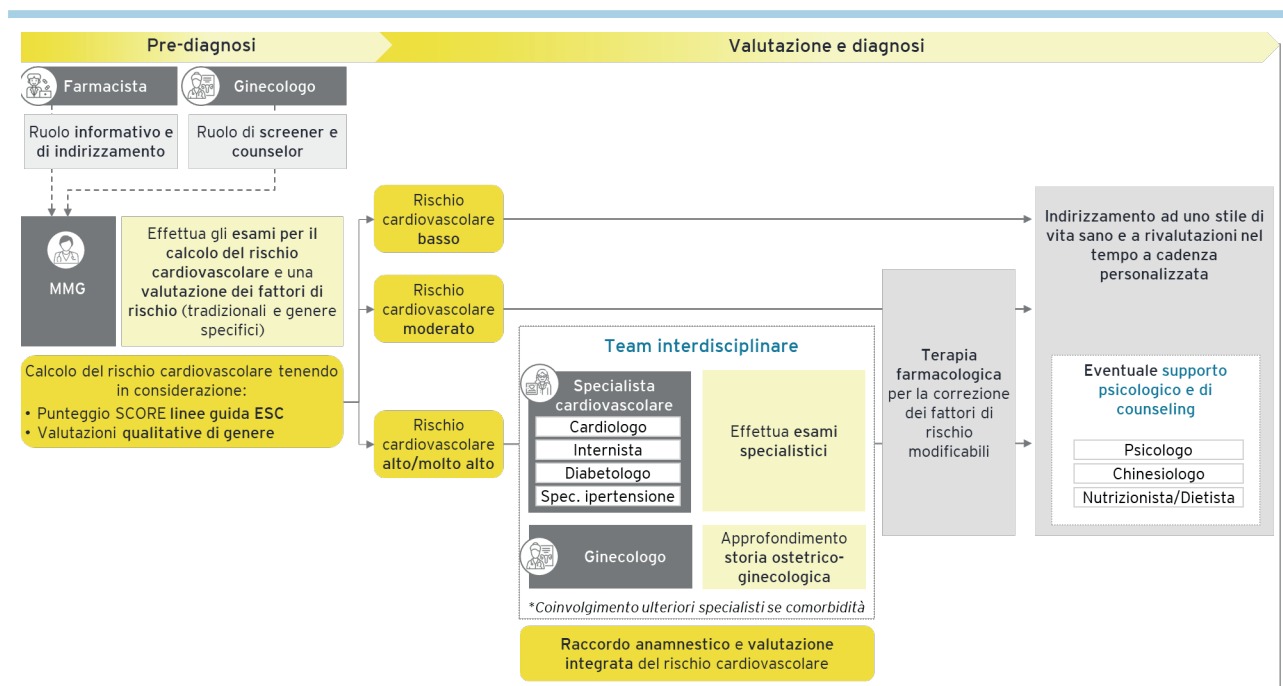 Pre-diagnosi
Valutazione e diagnosi
Farmacista
Ginecologo
Ruolo informativo e
di indirizzamento
Ruolo di screener e
counselor
MMG
Effettua gli esami per il
calcolo del rischio
cardiovascolare e una
valutazione dei fattori di
rischio (tradizionali e genere
specifici)
Calcolo del rischio cardiovascolare tenendo
in considerazione:
• Punteggio SCORE linee guida ESC
• Valutazioni qualitative di genere
Rischio
cardiovascolare
basso
Rischio
cardiovascolare
moderato
Rischio
cardiovascolare
alto/molto alto
Team interdisciplinare
Specialista
cardiovascolare
Cardiologo
Internista
Diabetologo
Spec. ipertensione
Effettua esami
specialistici
Ginecologo
Approfondimento
storia ostetrico-
ginecologica
*Coinvolgimento ulteriori specialisti se comorbidità
Raccordo anamnestico e valutazione
integrata del rischio cardiovascolare
Terapia
farmacologica
per la correzione
dei fattori di
rischio
modificabili
Indirizzamento ad uno stile di
vita sano e a rivalutazioni nel
tempo a cadenza
personalizzata
Eventuale supporto
psicologico e di
counseling
Psicologo
Chinesiologo
Nutrizionista/Dietista